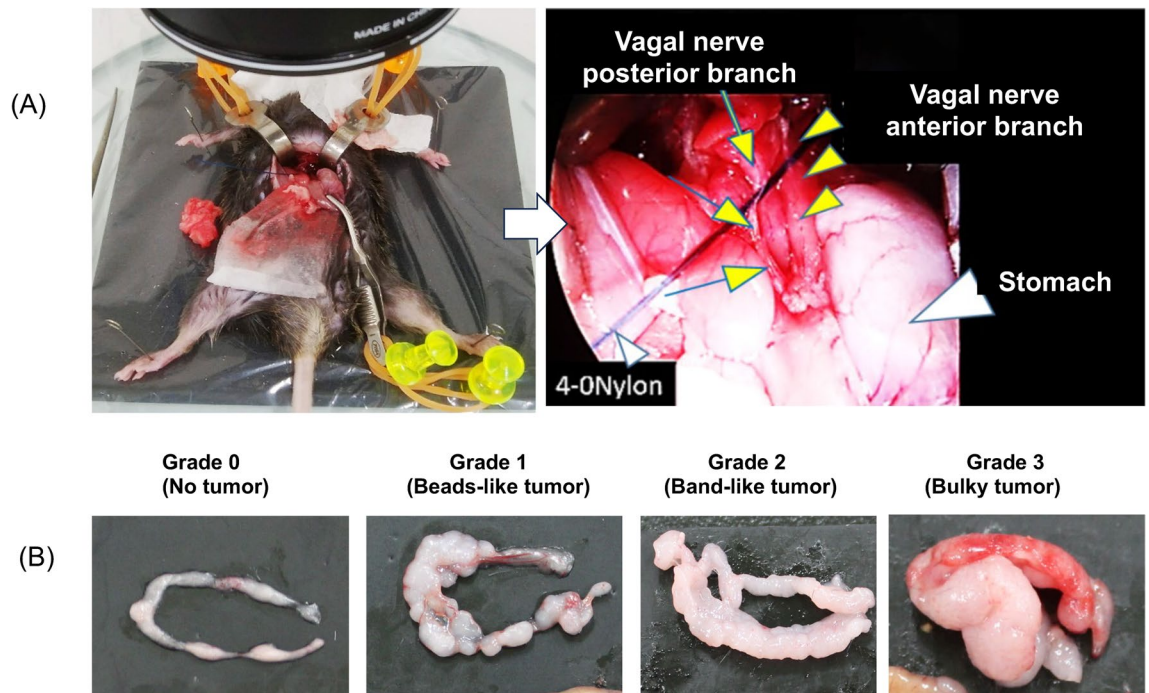 (A)
MADE IN CHIN
Vagal nerve
posterior branch
Vagal nerve
anterior branch
Stomach
4-0Nylon
Grade 0
(No tumor)
Grade 1
(Beads-like tumor)
Grade 2
(Band-like tumor)
Grade 3
(Bulky tumor)
(B)